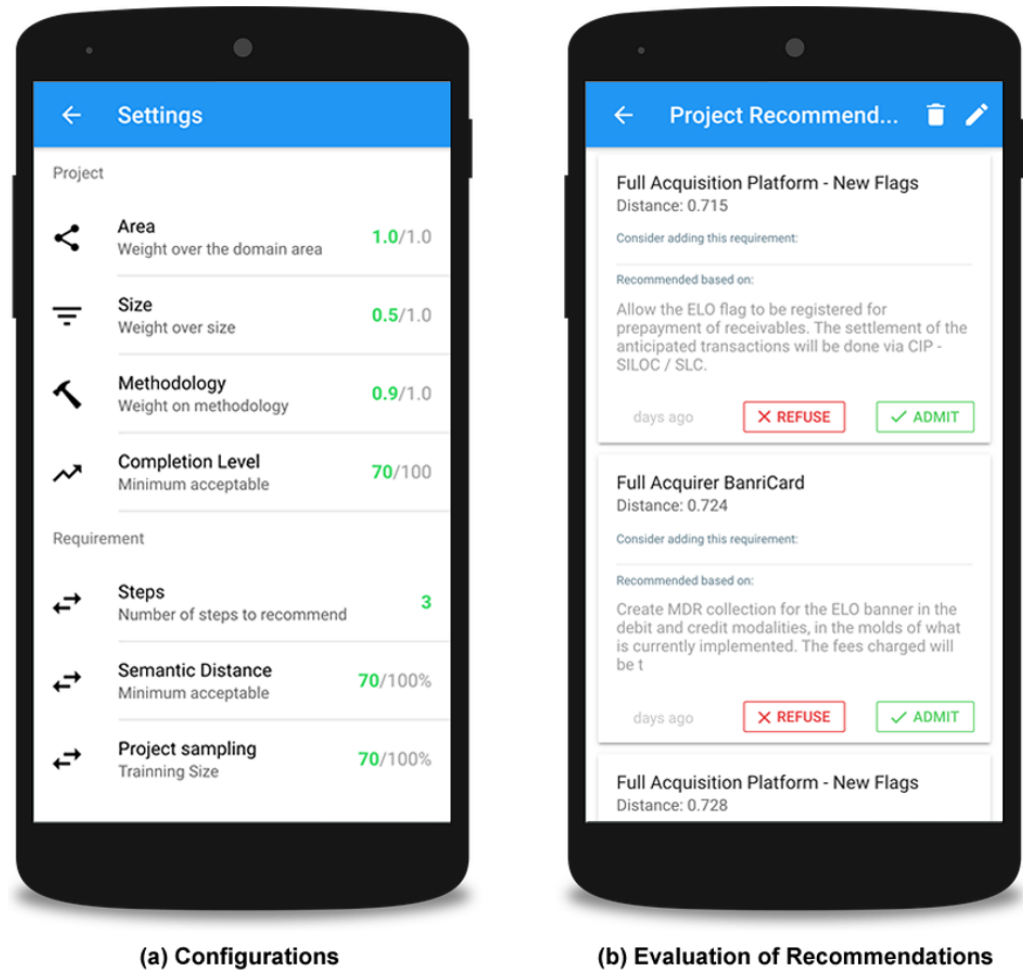 Settings
Project
Area
Weight over the domain area
1.0/1.0
Size
Weight over size
0.5/1.0
Methodology
Weight on methodology
0.9/1.0
Completion Level
Minimum acceptable
70/100
Requirement
Steps
Number of steps to recommend
3
Semantic Distance
Minimum acceptable
70/100%
Project sampling
Trainning Size
70/100%
(a) Configurations
Project Recommend...
Full Acquisition Platform - New Flags
Distance: 0.715
Consider adding this requirement:
Recommended based on:
Allow the ELO flag to be registered for
prepayment of receivables. The settlement of the
anticipated transactions will be done via CIP -
SILOC / SLC.
days ago
REFUSE
ADMIT
Full Acquirer BanriCard
Distance: 0.724
Consider adding this requirement:
Recommended based on:
Create MDR collection for the ELO banner in the
debit and credit modalities, in the molds of what
is currently implemented. The fees charged will
be t
days ago
REFUSE
ADMIT
Full Acquisition Platform - New Flags
Distance: 0.728
(b) Evaluation of Recommendations